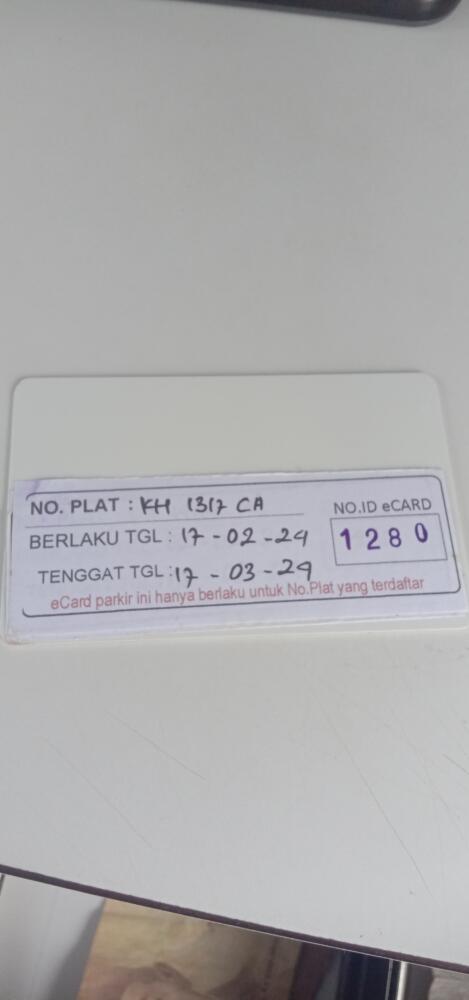 NO. PLAT : KH 1317 CA
NO.ID eCARD
BERLAKU TGL : 17 - 02 - 24
1280
TENGGAT TGL : 17 - 03 - 24
eCard parkir ini hanya berlaku untuk No.Plat yang terdaftar